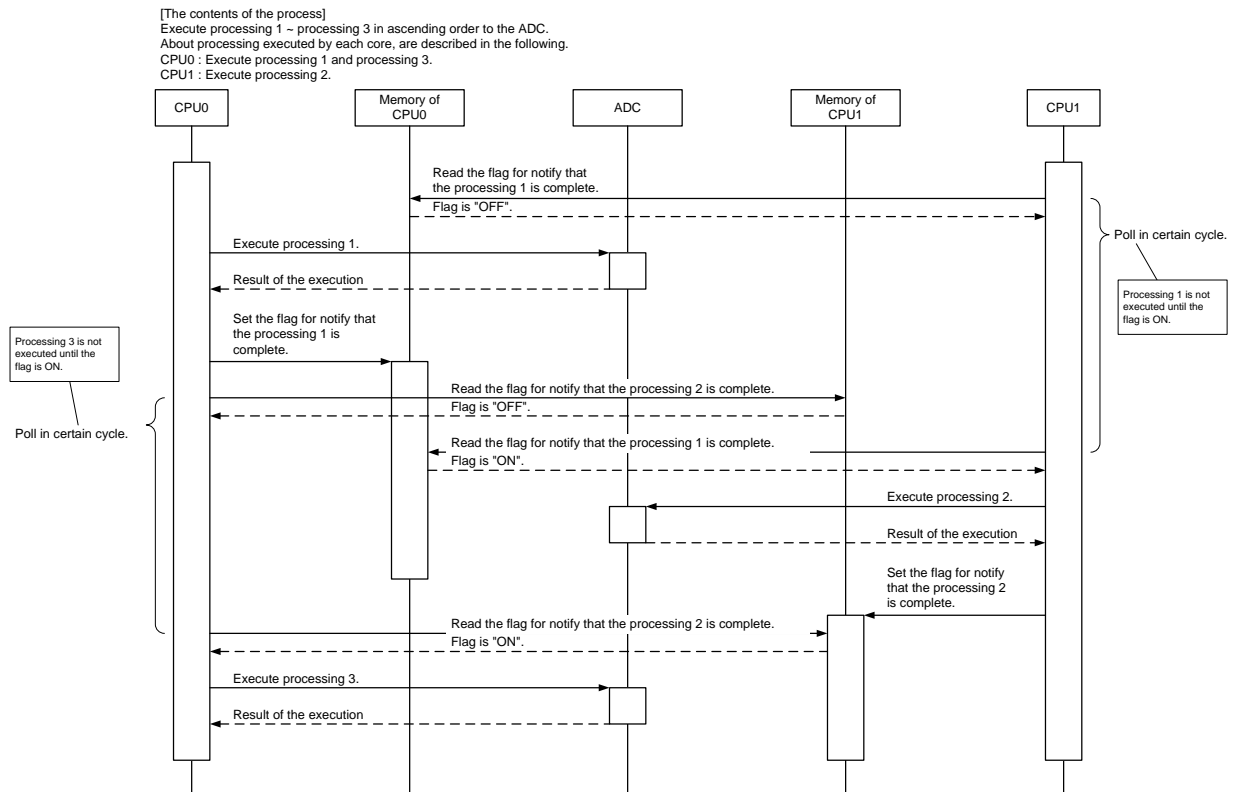 [The contents of the process]
Execute processing 1 ~ processing 3 in ascending order to the ADC.
About processing executed by each core, are described in the following.
CPU0 : Execute processing 1 and processing 3.
CPU1 : Execute processing 2.
CPU0
Memory of
CPU0
ADC
Memory of
CPU1
CPU1
Read the flag for notify that
the processing 1 is complete.
Flag is "OFF".
Poll in certain cycle.
Execute processing 1.
Result of the execution
Processing 1 is not
executed until the
flag is ON.
Set the flag for notify that
the processing 1 is
complete.
Processing 3 is not
executed until the
flag is ON.
Read the flag for notify that the processing 2 is complete.
Flag is "OFF".
Poll in certain cycle.
Read the flag for notify that the processing 1 is complete.
Flag is "ON".
Execute processing 2.
Result of the execution
Set the flag for notify
that the processing 2
is complete.
Read the flag for notify that the processing 2 is complete.
Flag is "ON".
Execute processing 3.
Result of the execution